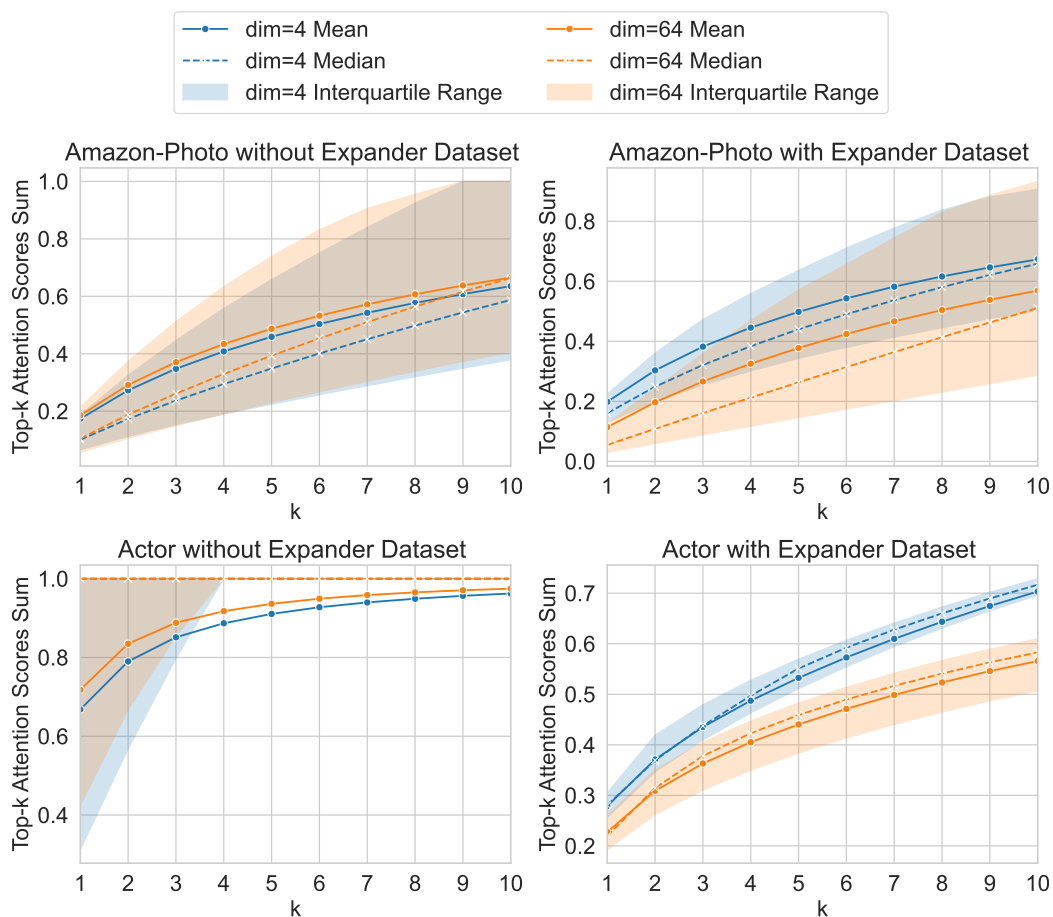 dim=4 Mean
dim=4 Median
dim=4 Interquartile Range
dim=64 Mean
dim=64 Median
dim=64 Interquartile Range
Amazon-Photo without Expander Dataset
Top-k Attention Scores Sum
1.0
0.8
0.6
0.4
0.2
1 2 3 4 5 6 7 8 9 10
k
Amazon-Photo with Expander Dataset
Top-k Attention Scores Sum
0.8
0.6
0.4
0.2
0.0
1 2 3 4 5 6 7 8 9 10
k
Actor without Expander Dataset
Top-k Attention Scores Sum
1.0
0.8
0.6
0.4
1 2 3 4 5 6 7 8 9 10
k
Actor with Expander Dataset
Top-k Attention Scores Sum
0.7
0.6
0.5
0.4
0.3
0.2
1 2 3 4 5 6 7 8 9 10
k